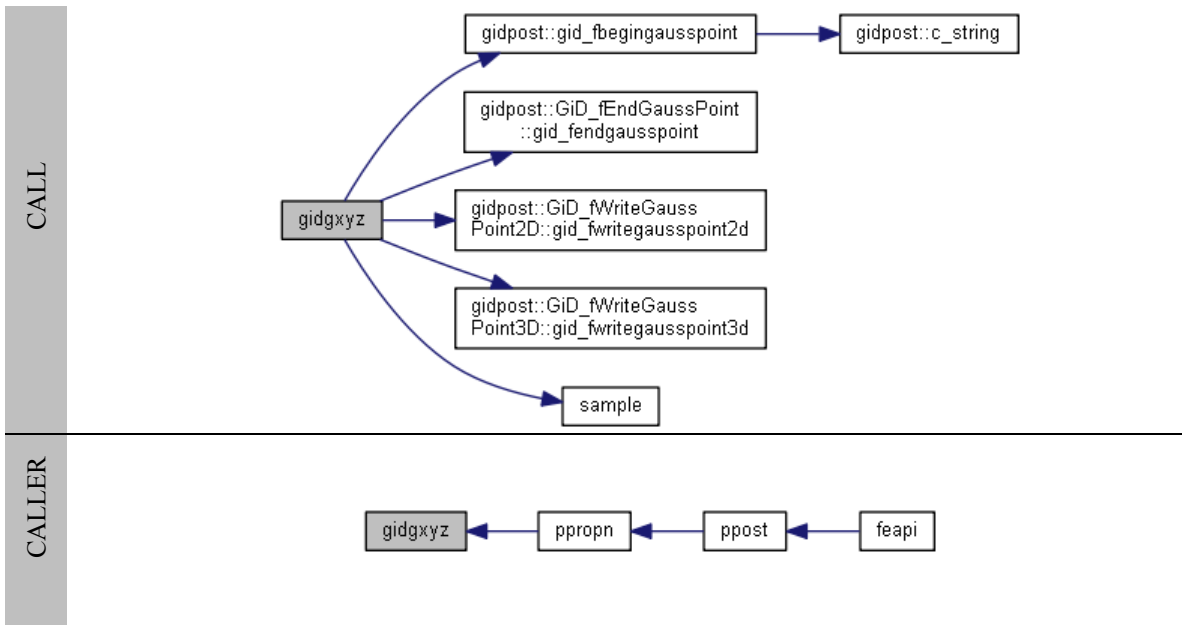 CALL
gidpost::gid_fbegingausspoint
gidpost::c_string
gidpost::GiD_fEndGaussPoint
::gid_fendgausspoint
gidgxyz
gidpost::GiD_fWriteGauss
Point2D::gid_fwritegausspoint2d
gidpost::GiD_fWriteGauss
Point3D::gid_fwritegausspoint3d
sample
CALLER
gidgxyz
ppropn
ppost
feapi